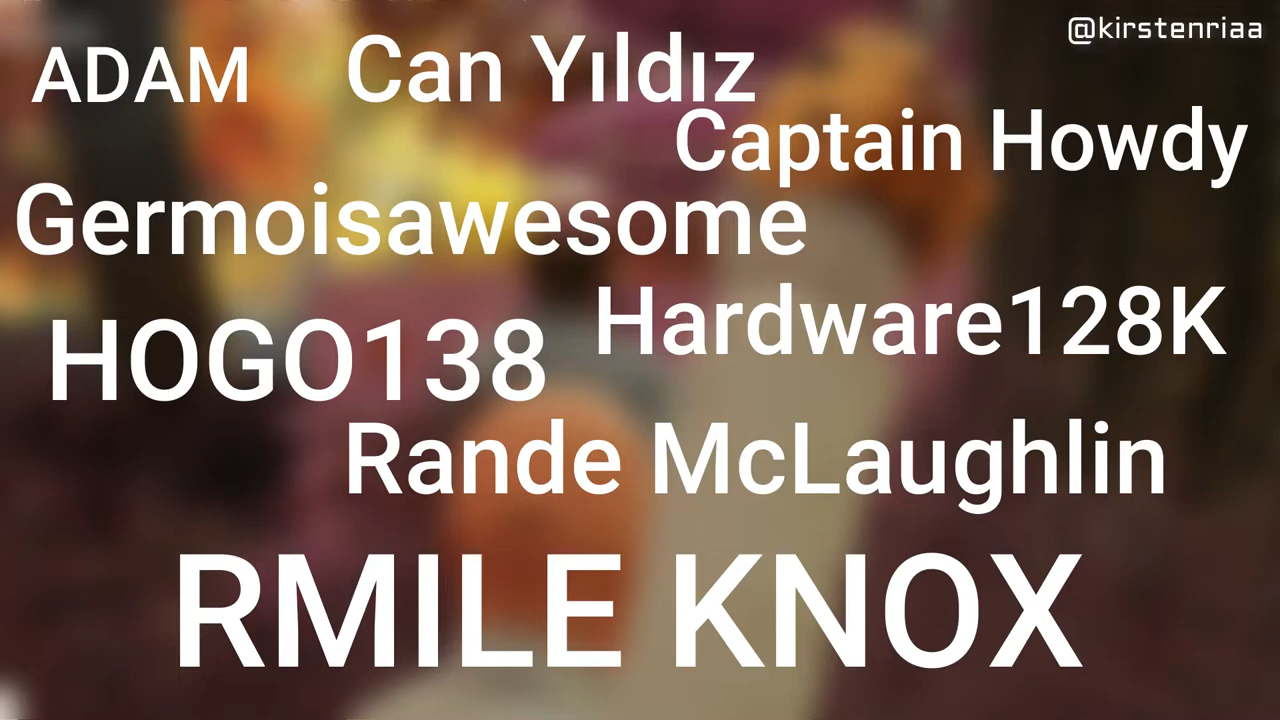 @kirstenriaa
ADAM
Can Yıldız
Captain Howdy
Germoisawesome
Hardware128K
HOGO138
Rande McLaughlin
RMILE KNOX